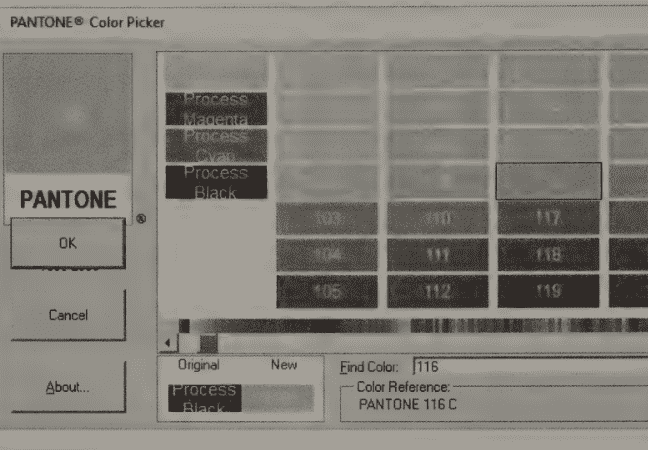 PANTONE® Color Picker
Process
Magenta
Process
Cyan
Process
Black
PANTONE
®
OK
Cancel
About...
103 110 117
104 111 118
105 112 119
Original New
Process
Black
Find Color: 116
Color Reference:
PANTONE 116 C